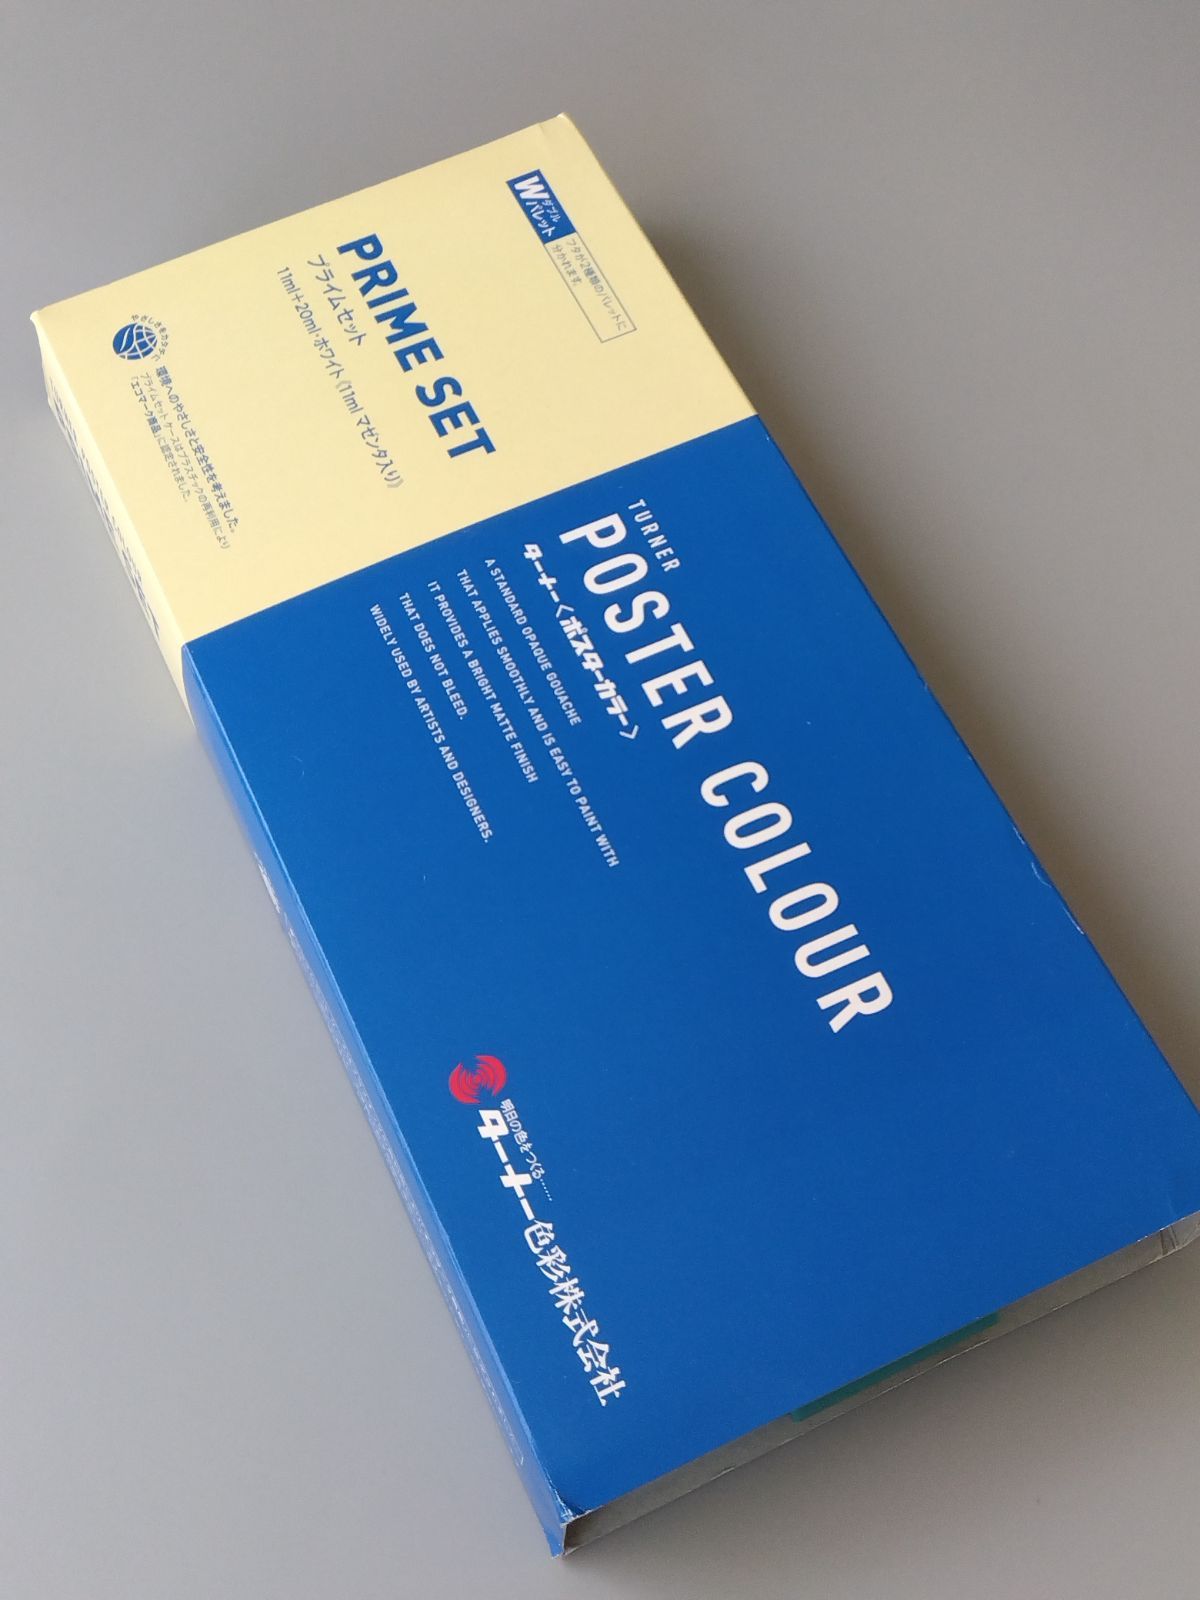 Wダブルパレット
フタが2種類のパレットに
分かれます。
PRIME SET
プライムセット
11ml+20ml・ホワイト《11ml マゼンタ入り》
環境へのやさしさと安全性を考えました。
プライムセット ケースはプラスチックの再利用により
「エコマーク商品」に認定されました。
TURNER
POSTER COLOUR
ターナー〈ポスターカラー〉
A STANDARD OPAQUE GOUACHE
THAT APPLIES SMOOTHLY AND IS EASY TO PAINT WITH
IT PROVIDES A BRIGHT MATTE FINISH
THAT DOES NOT BLEED.
WIDELY USED BY ARTISTS AND DESIGNERS.
明日の色をつくる……
ターナー色彩株式会社